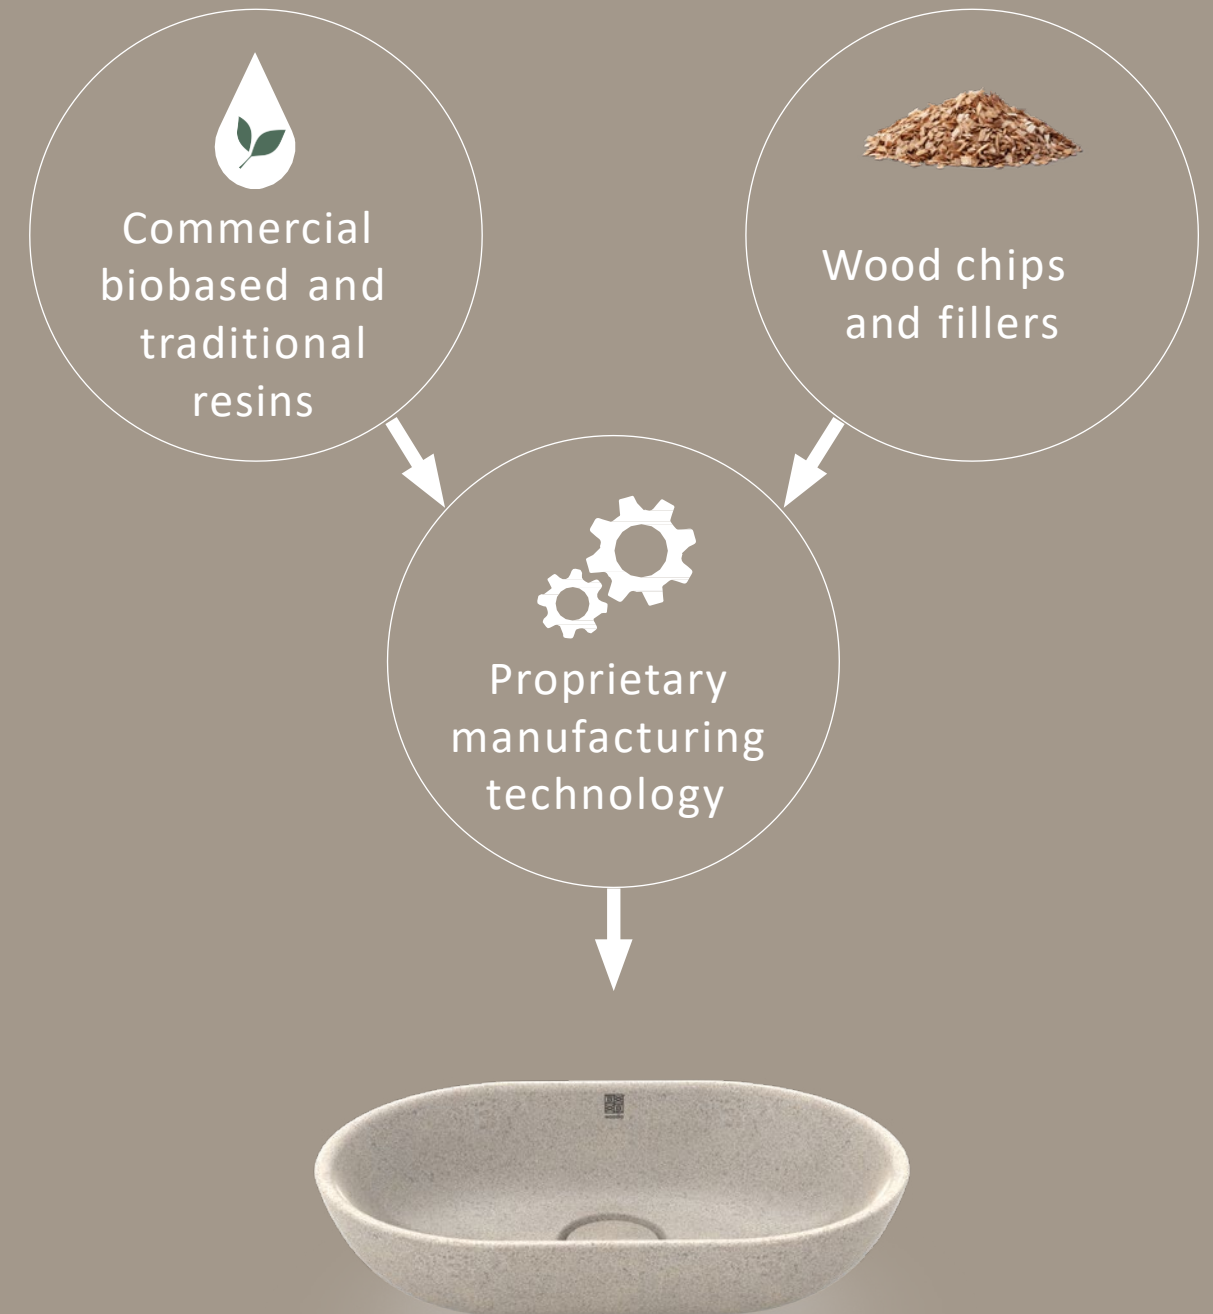 Commercial
biobased and
traditional
resins
Wood chips
and fillers
Proprietary
manufacturing
technology